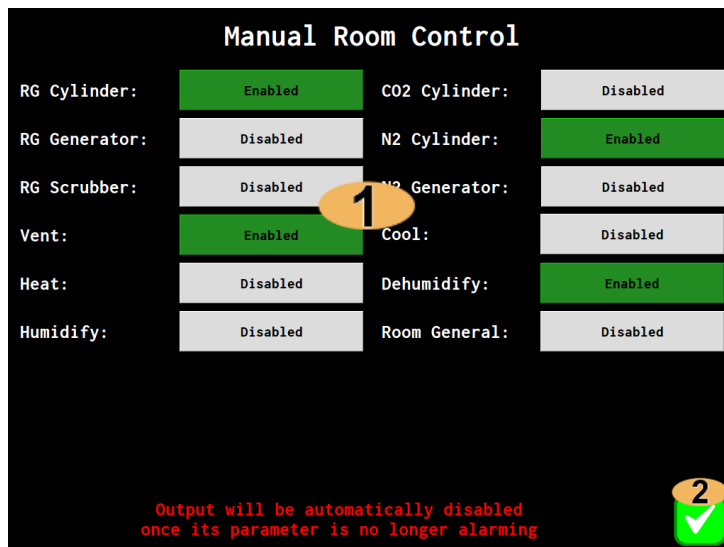 Manual Room Control
RG Cylinder: Enabled CO2 Cylinder: Disabled
RG Generator: Disabled N2 Cylinder: Enabled
RG Scrubber: Disabled N2 Generator: Disabled
1
Vent: Enabled Cool: Disabled
Heat: Disabled Dehumidify: Enabled
Humidify: Disabled Room General: Disabled
2
Output will be automatically disabled
once its parameter is no longer alarming